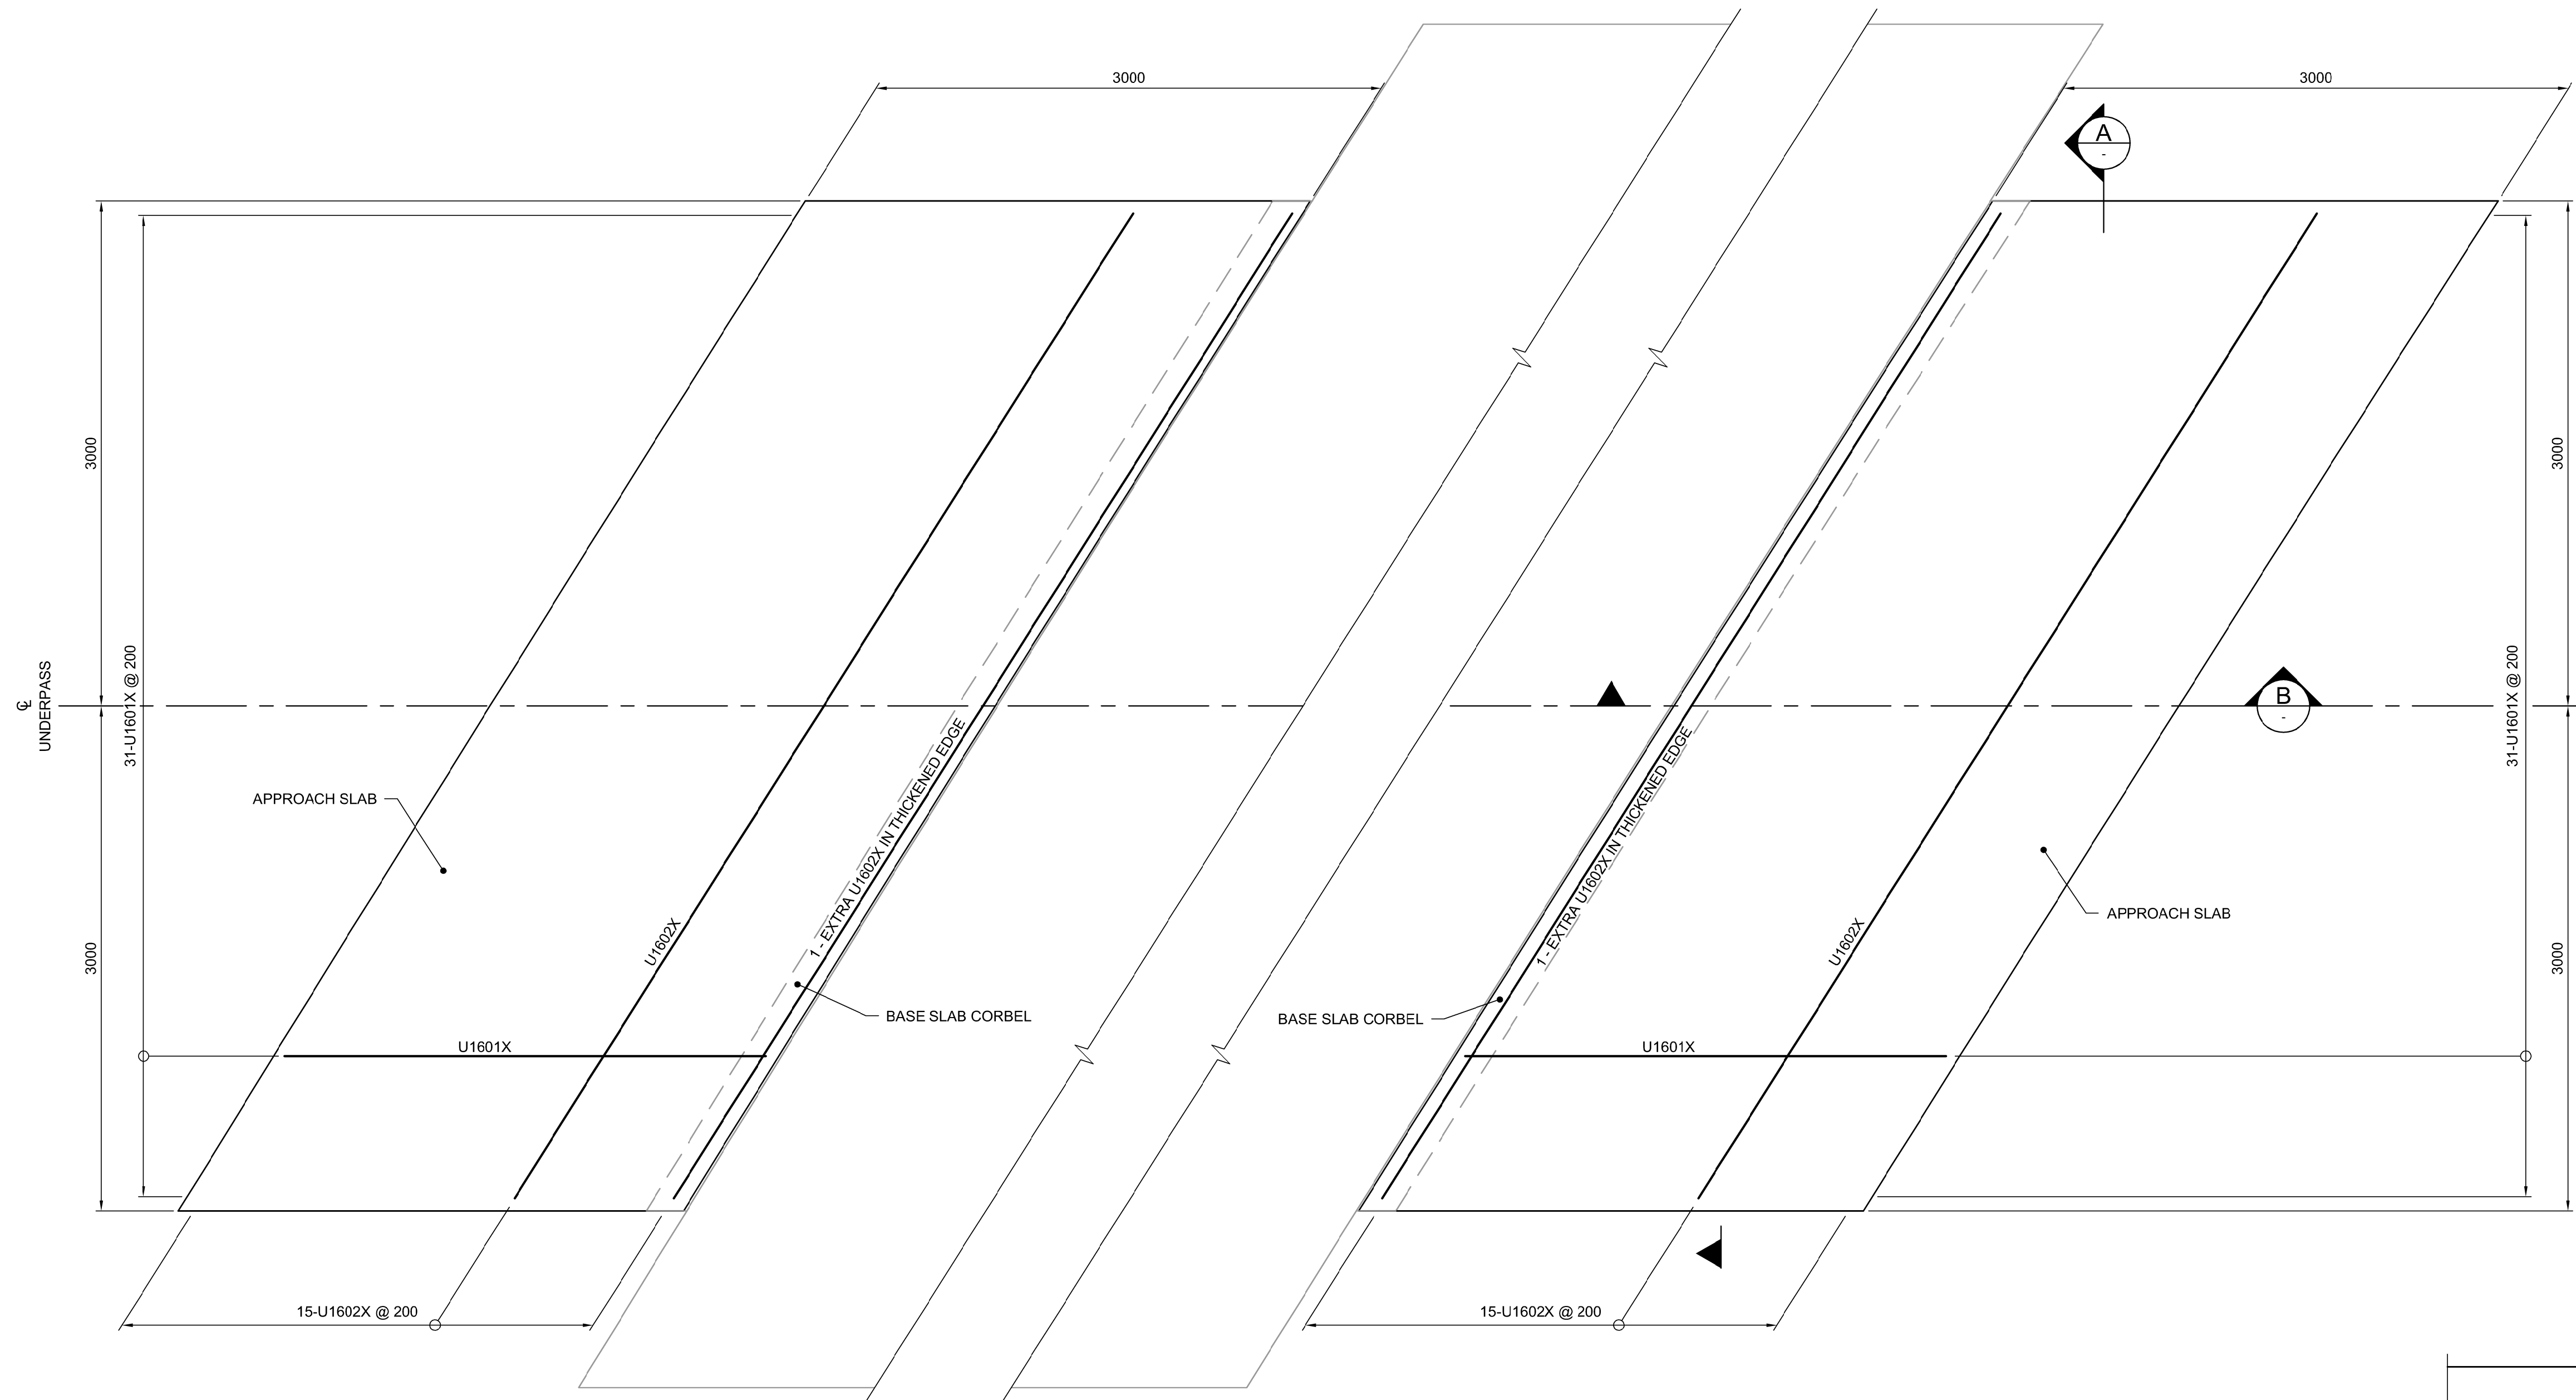 3000
3000
A
-
3000
3000
℄
UNDERPASS
31-U1601X @ 200
31-U1601X @ 200
B
-
1 - EXTRA U1602X IN THICKENED EDGE
1 - EXTRA U1602X IN THICKENED EDGE
APPROACH SLAB
APPROACH SLAB
U1602X
U1602X
3000
3000
BASE SLAB CORBEL
BASE SLAB CORBEL
U1601X
U1601X
15-U1602X @ 200
15-U1602X @ 200